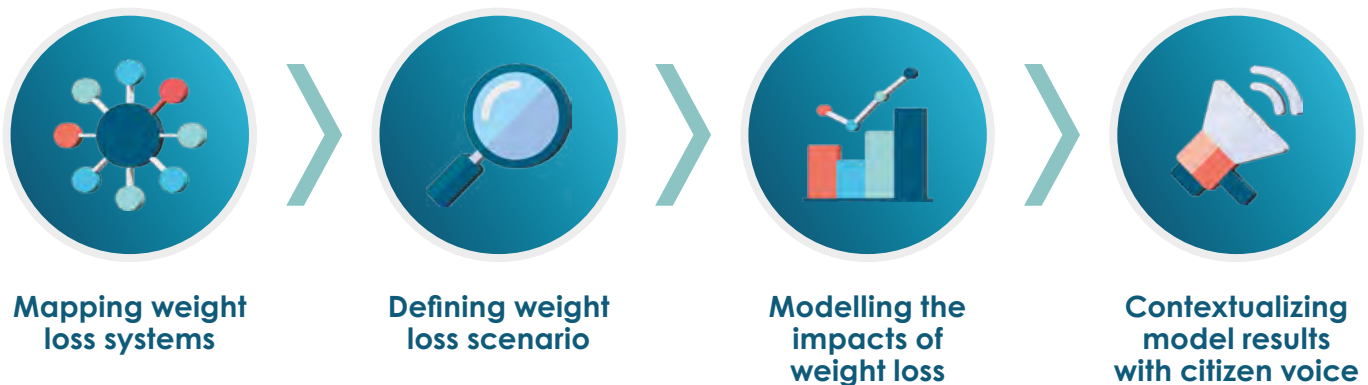 Mapping weight
loss systems
Defining weight
loss scenario
Modelling the
impacts of
weight loss
Contextualizing
model results
with citizen voice